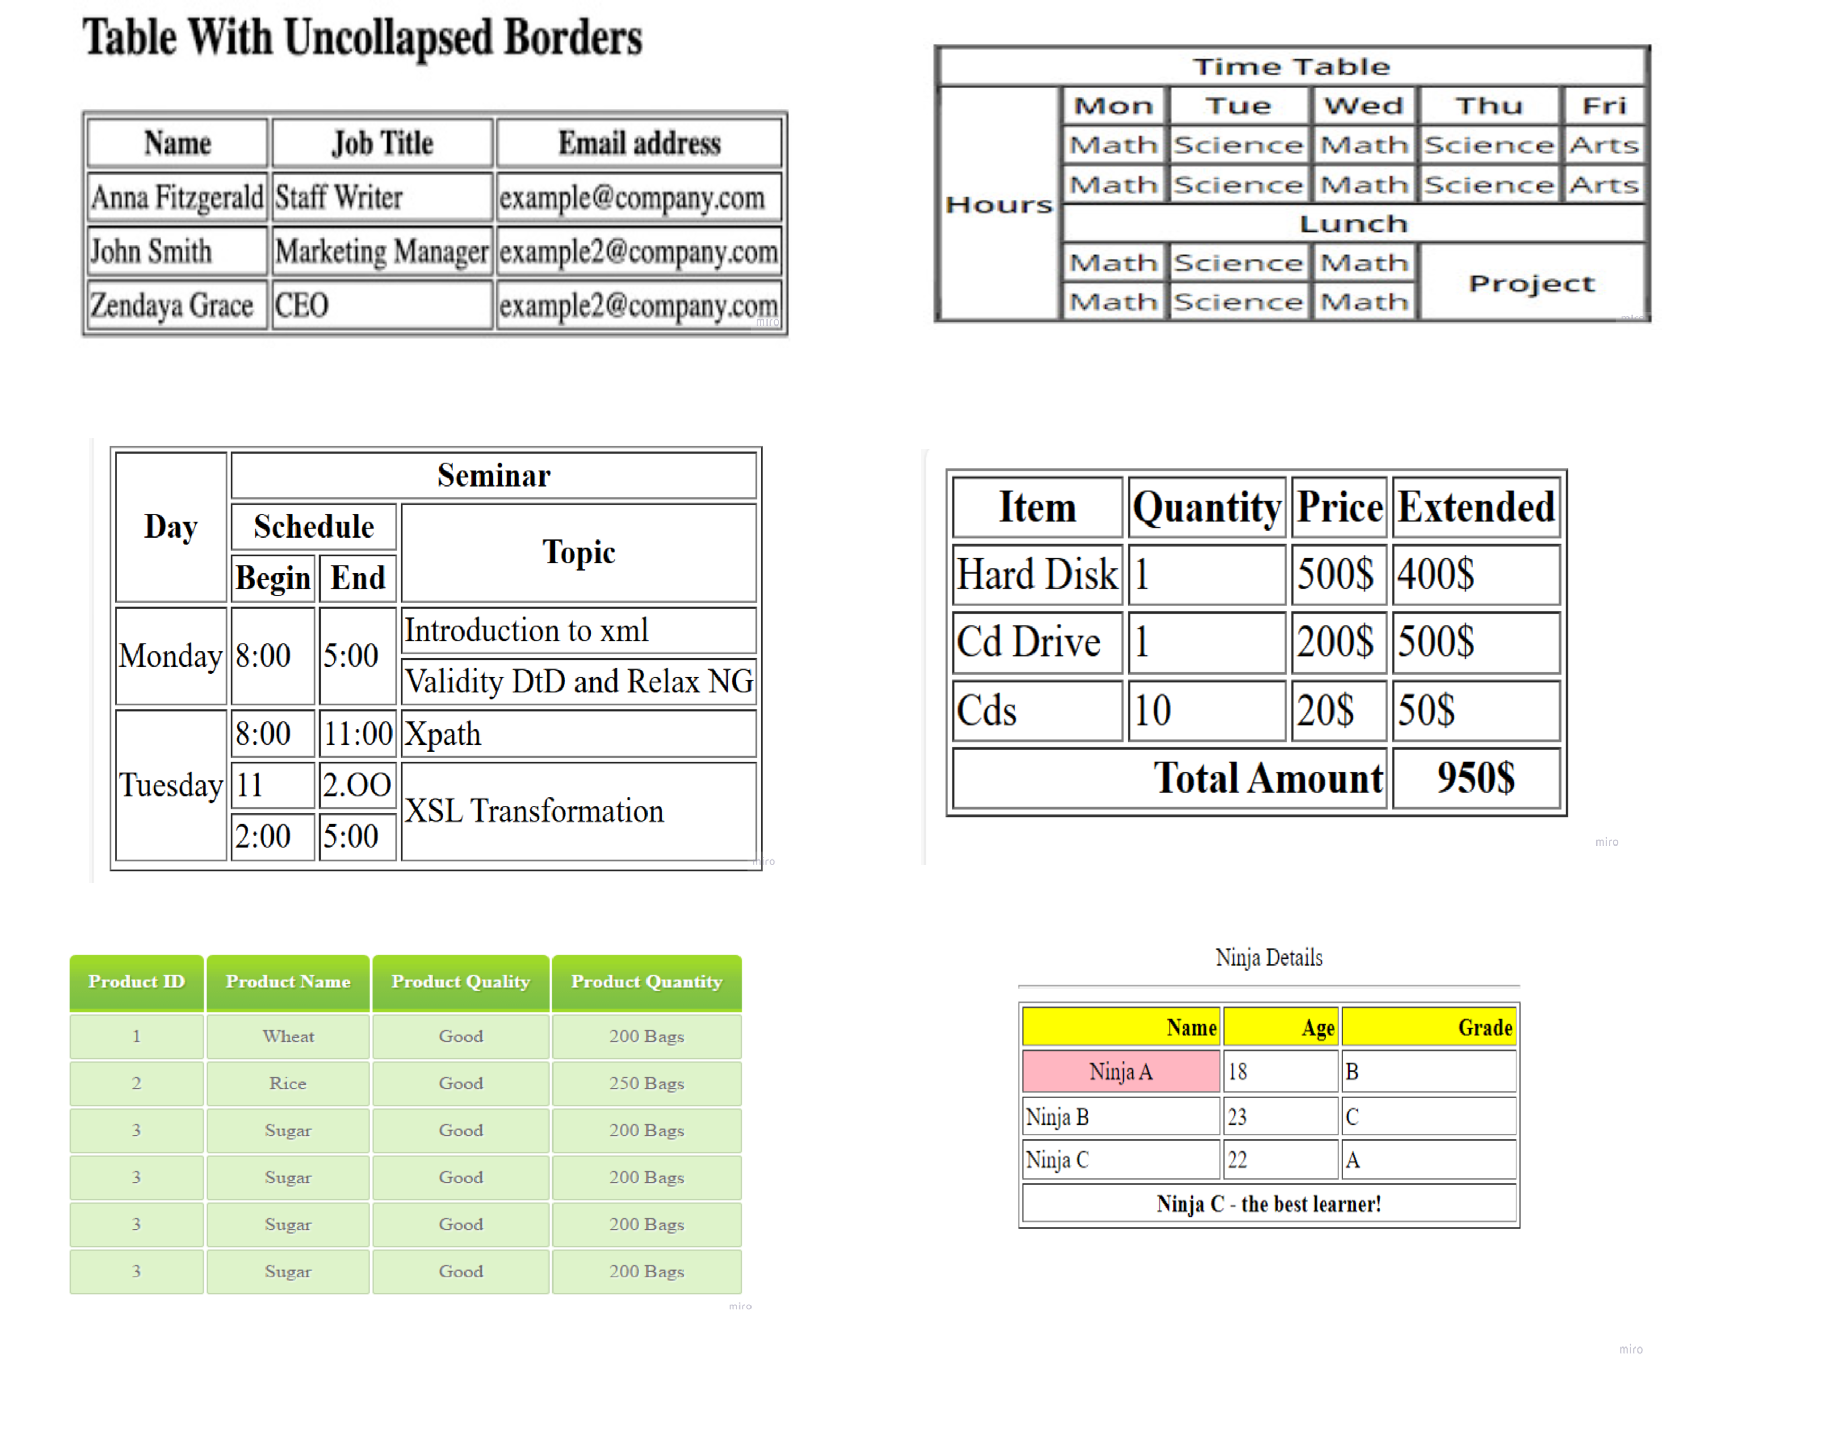 Table With Uncollapsed Borders
Name Job Title Email address
Anna Fitzgerald Staff Writer example@company.com
John Smith Marketing Manager example2@company.com
Zendaya Grace CEO example2@company.com
miro
Time Table
Mon Tue Wed Thu Fri
Math Science Math Science Arts
Math Science Math Science Arts
Hours
Lunch
Math Science Math
Project
Math Science Math
miro
Seminar
Day
Schedule
Topic
Begin End
Introduction to xml
Monday 8:00 5:00
Validity DtD and Relax NG
8:00 11:00 Xpath
Tuesday 11 2.OO
XSL Transformation
2:00 5:00
miro
Item Quantity Price Extended
Hard Disk 1 500$ 400$
Cd Drive 1 200$ 500$
Cds 10 20$ 50$
Total Amount 950$
miro
Product ID Product Name Product Quality Product Quantity
1 Wheat Good 200 Bags
2 Rice Good 250 Bags
3 Sugar Good 200 Bags
3 Sugar Good 200 Bags
3 Sugar Good 200 Bags
3 Sugar Good 200 Bags
miro
Ninja Details
Name Age Grade
Ninja A 18 B
Ninja B 23 C
Ninja C 22 A
Ninja C - the best learner!
miro